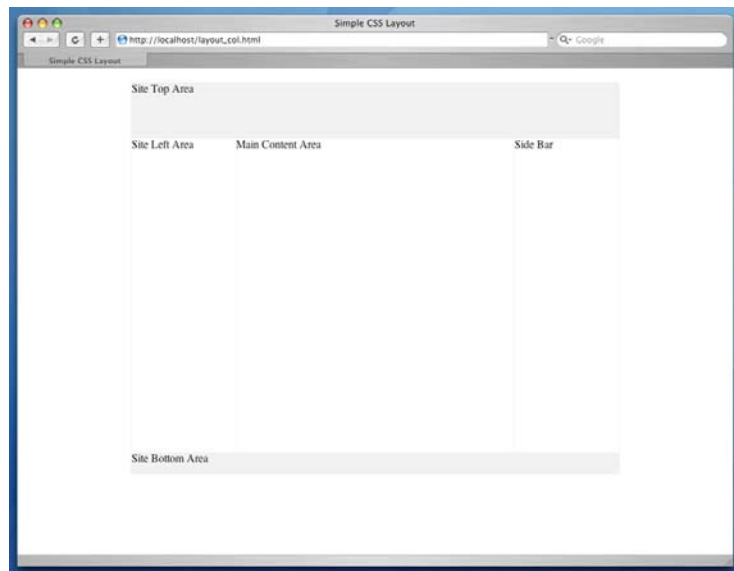 Simple CSS Layout
http://localhost/layout_col.html
Google
Simple CSS Layout
Site Top Area
Site Left Area
Main Content Area
Side Bar
Site Bottom Area